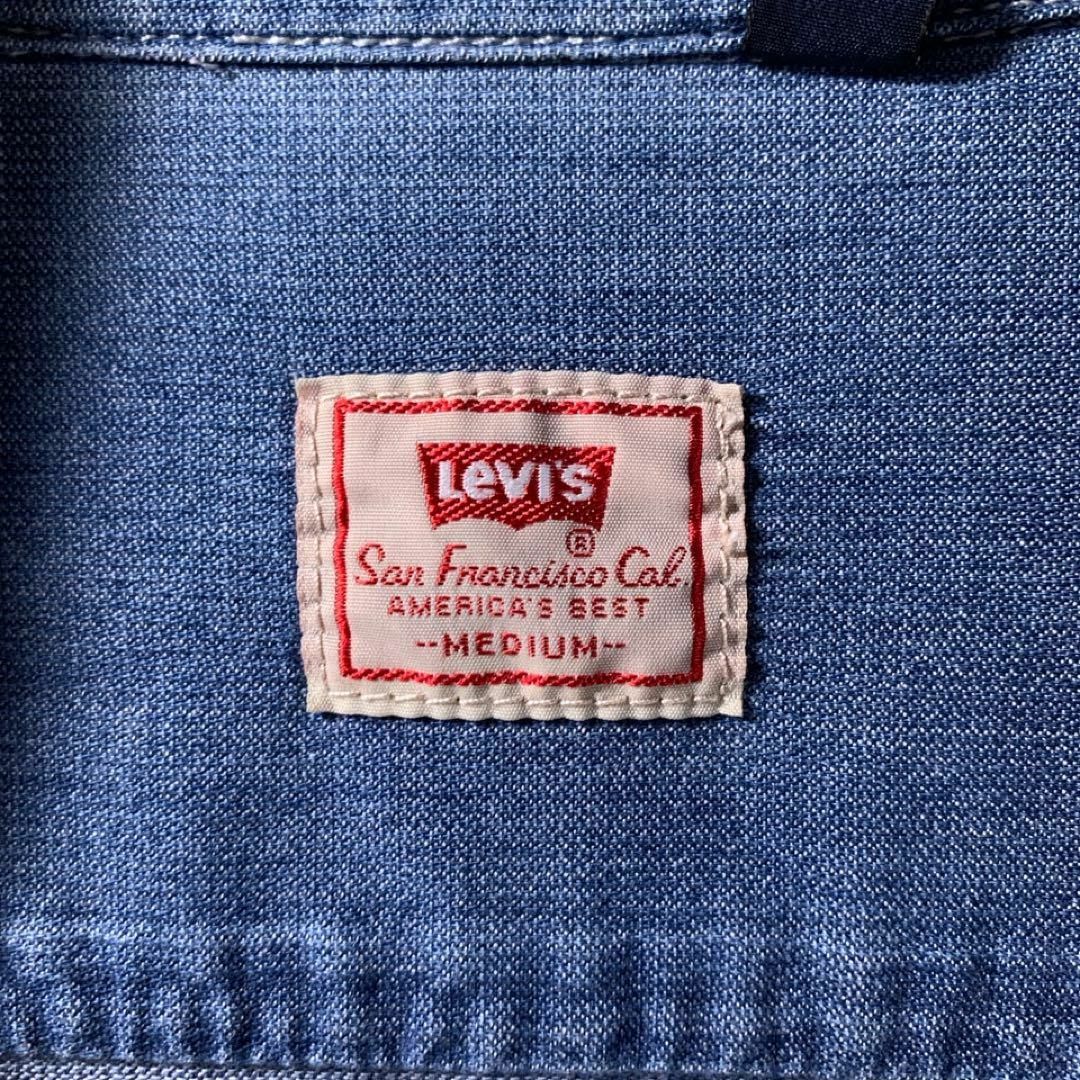 LEVI'S
®
San Francisco Cal.
AMERICA'S BEST
--MEDIUM--